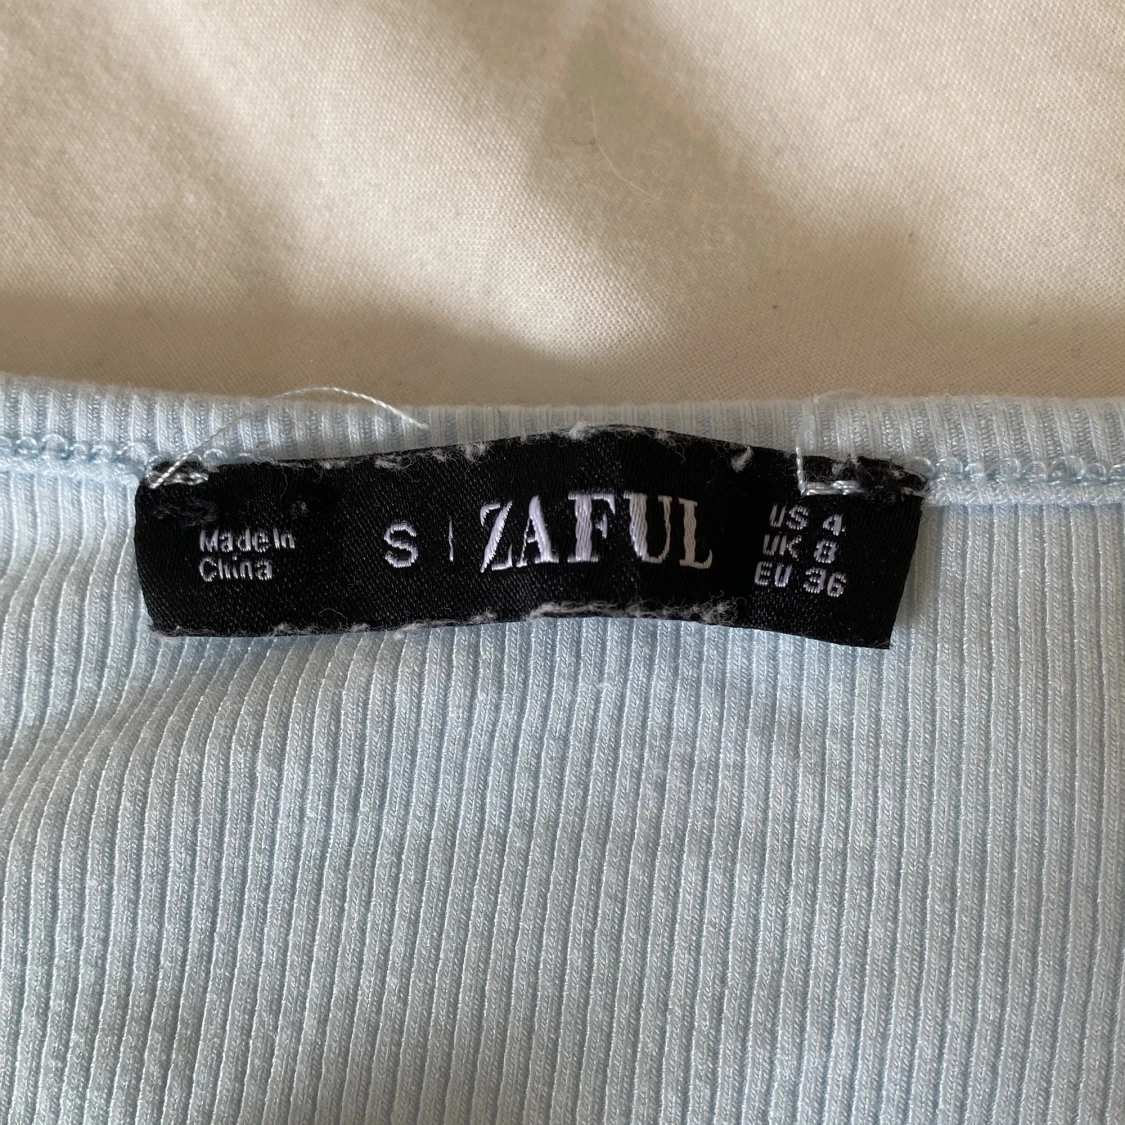 Made In
China
S | ZAFUL
US 4
UK 8
EU 36